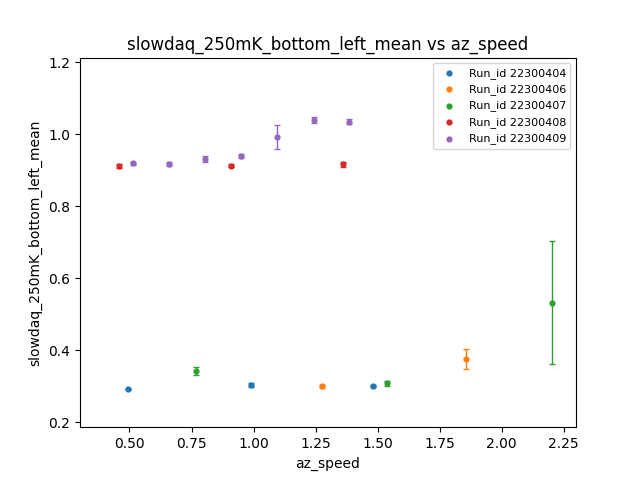 slowdaq_250mK_bottom_left_mean vs az_speed
slowdaq_250mK_bottom_left_mean
1.2
1.0
0.8
0.6
0.4
0.2
Run_id 22300404
Run_id 22300406
Run_id 22300407
Run_id 22300408
Run_id 22300409
0.50 0.75 1.00 1.25 1.50 1.75 2.00 2.25
az_speed